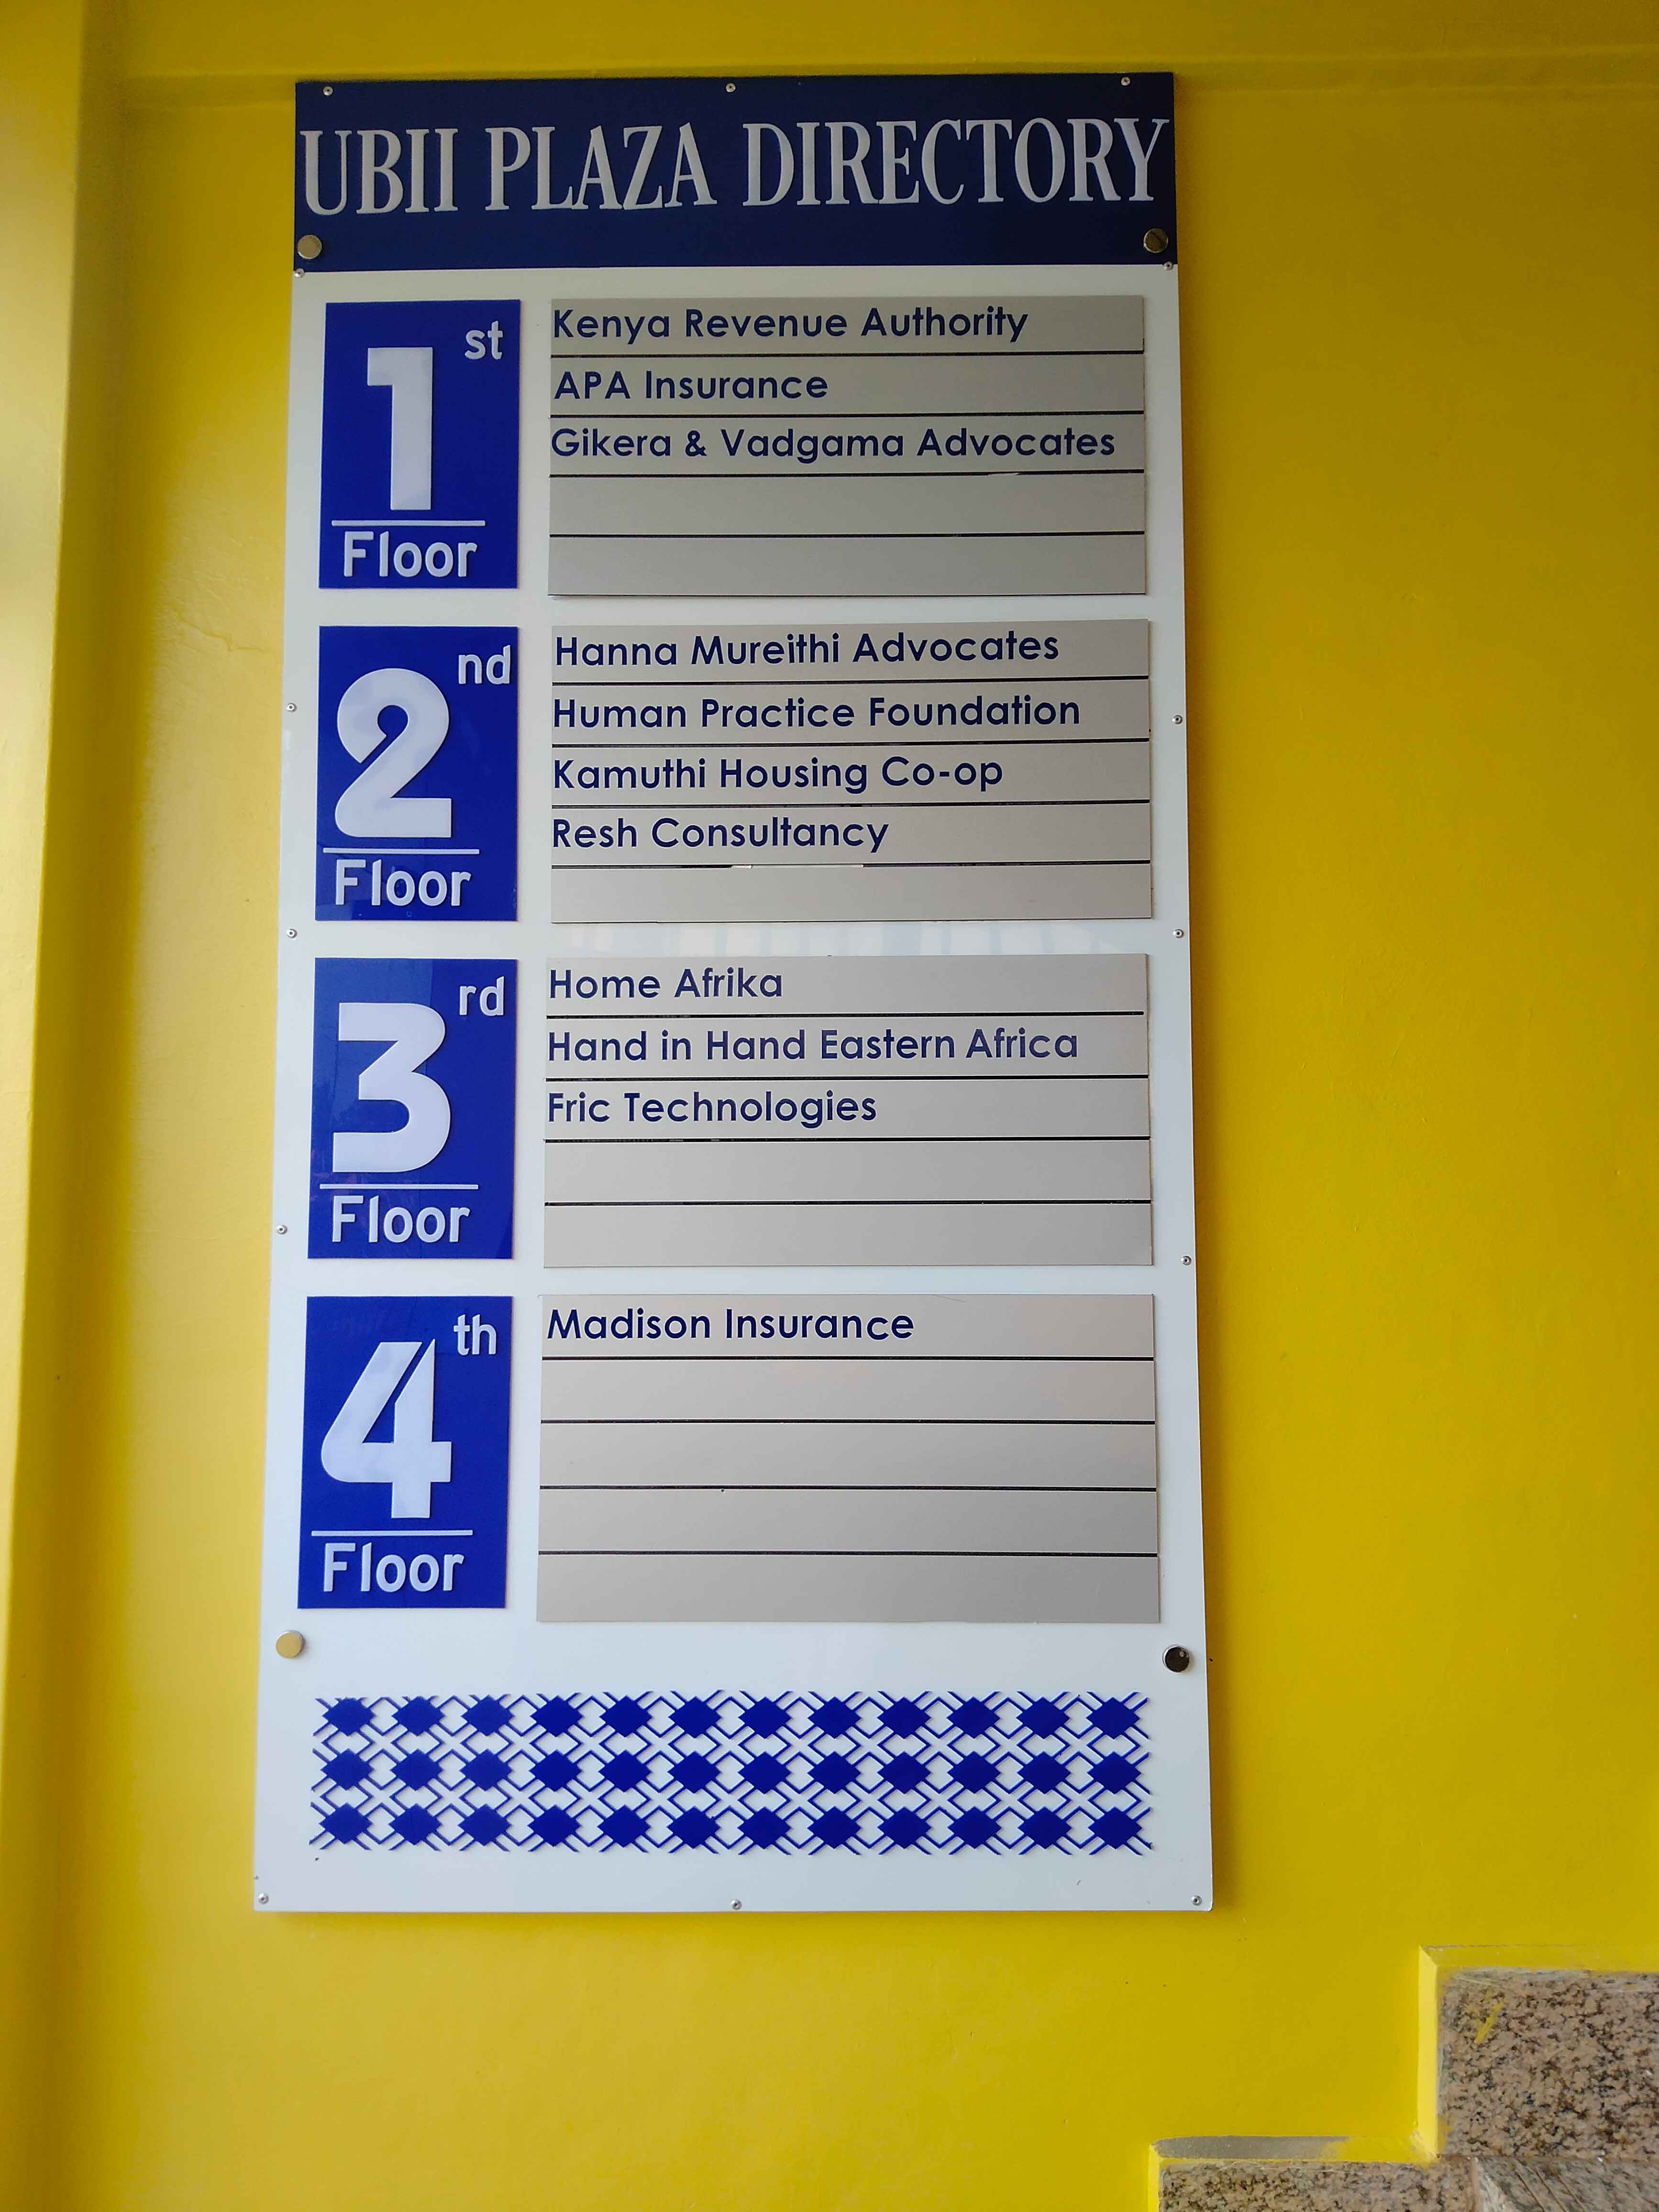 UBII PLAZA DIRECTORY
1st
Floor
Kenya Revenue Authority
APA Insurance
Gikera & Vadgama Advocates
2nd
Floor
Hanna Mureithi Advocates
Human Practice Foundation
Kamuthi Housing Co-op
Resh Consultancy
3rd
Floor
Home Afrika
Hand in Hand Eastern Africa
Fric Technologies
4th
Floor
Madison Insurance